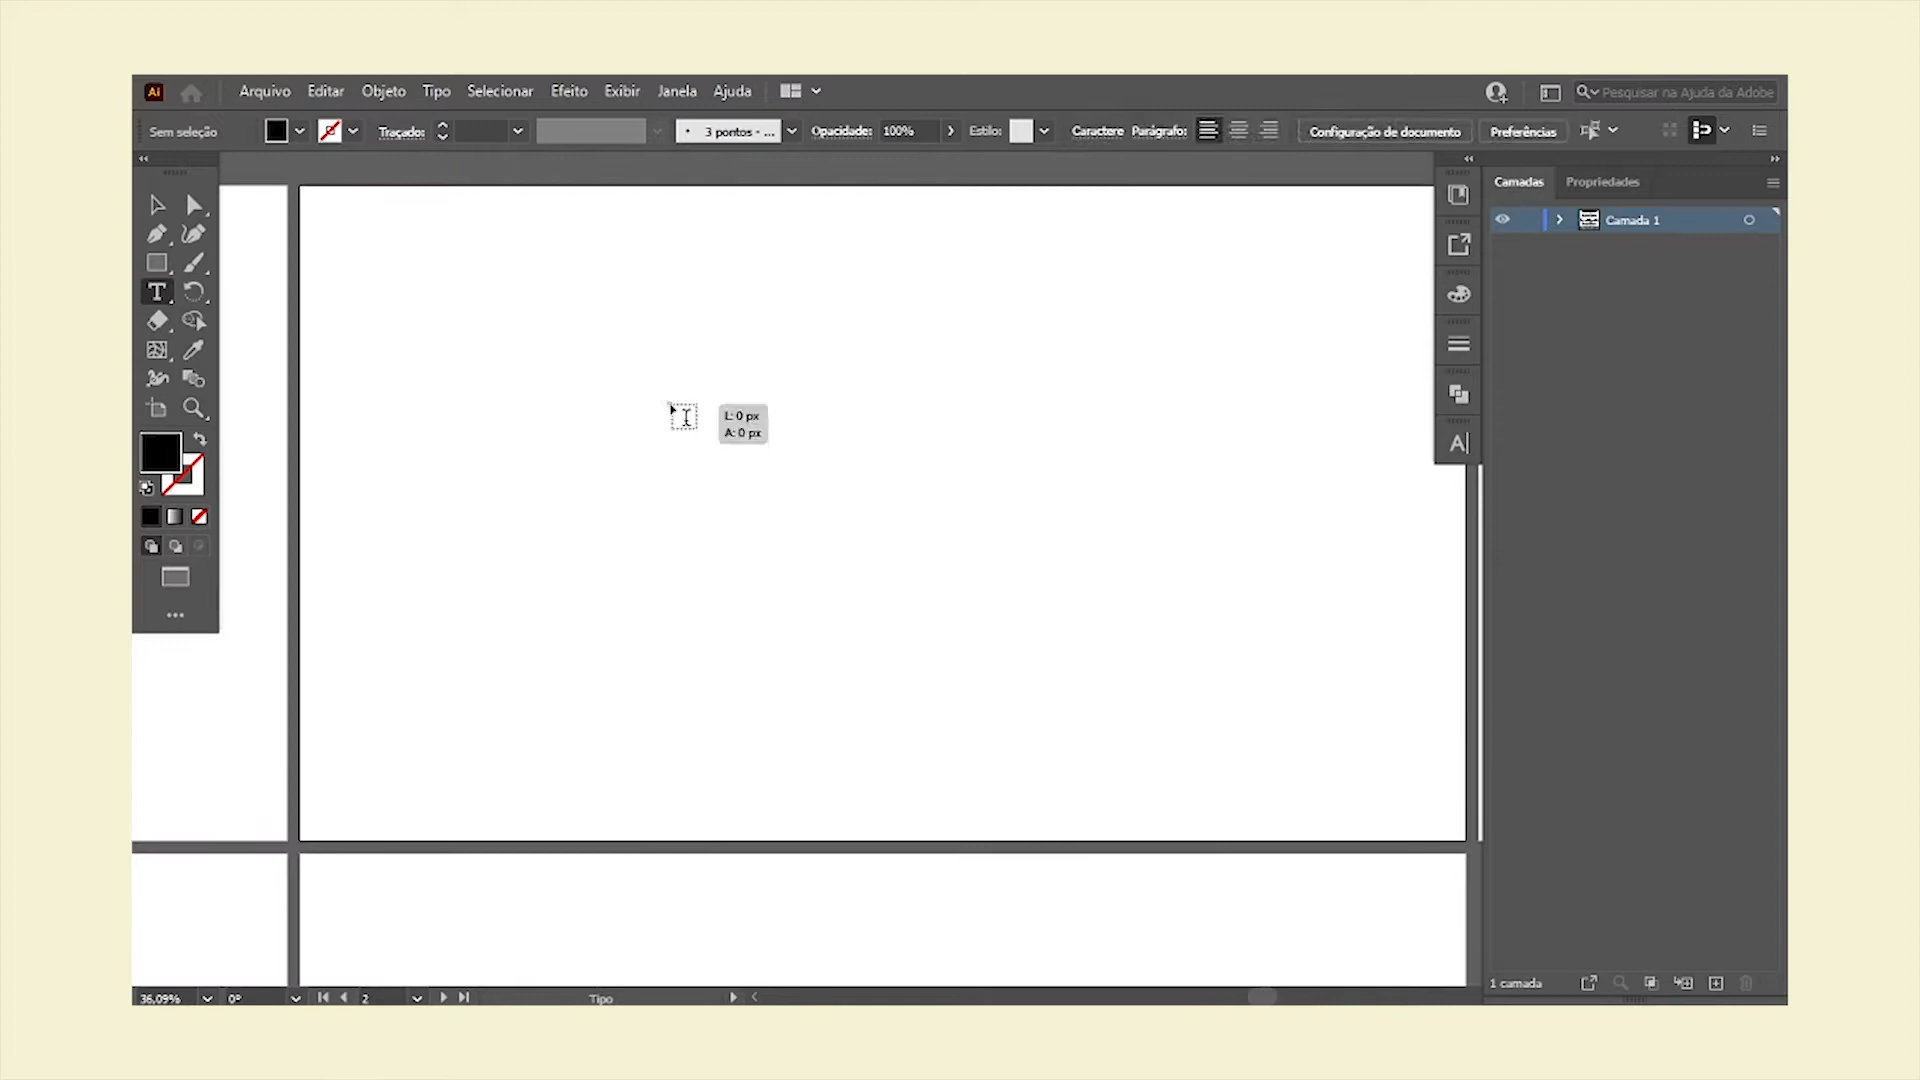 Ai Arquivo Editar Objeto Tipo Selecionar Efeito Exibir Janela Ajuda Pesquisar na Ajuda da Adobe
Sem seleção Traçado: 3 pontos - ... Opacidade: 100% Estilo: Caractere Parágrafo: Configuração de documento Preferências
Camadas Propriedades
Camada 1
T
L: 0 px
A: 0 px
A
1 camada
36,09% 0° 2 Tipo